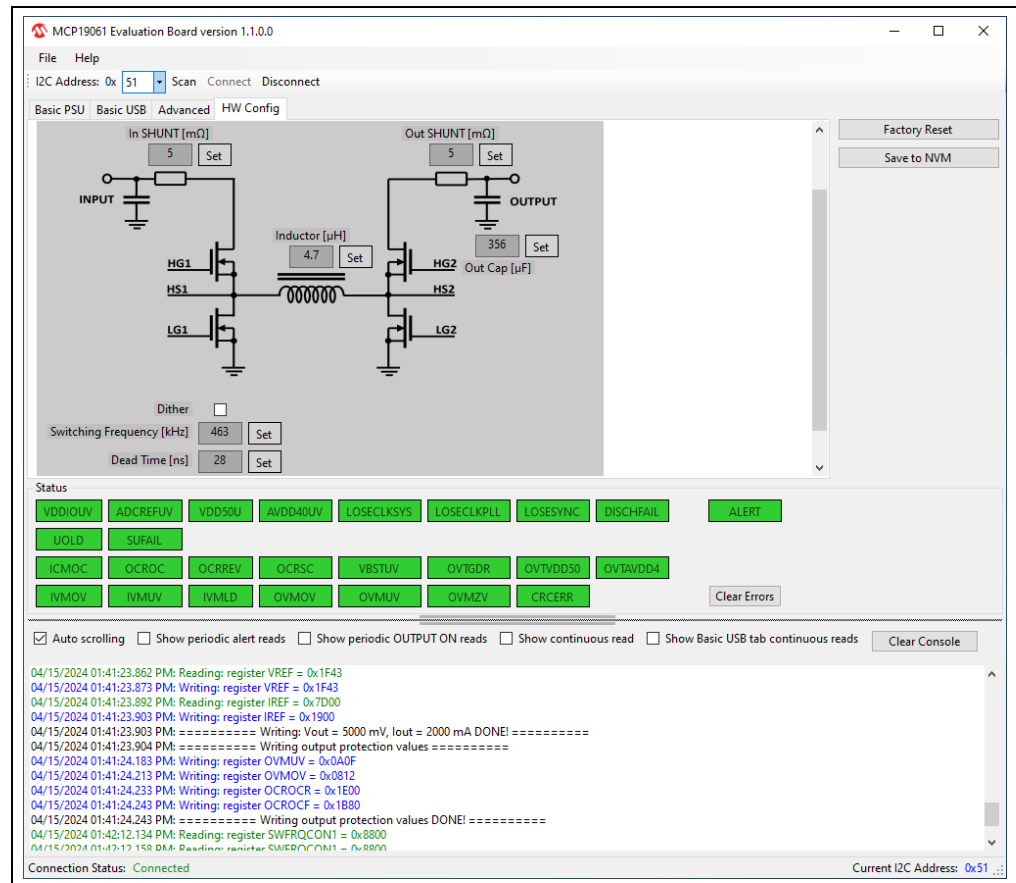 MCP19061 Evaluation Board version 1.1.0.0
File Help
I2C Address: 0x 51 Scan Connect Disconnect
Basic PSU Basic USB Advanced HW Config
Factory Reset
Save to NVM
In SHUNT [mΩ] Out SHUNT [mΩ]
5 Set 5 Set
INPUT OUTPUT
Inductor [µH]
4.7 Set
356 Set
Out Cap [µF]
HG1 HG2
HS1 HS2
LG1 LG2
Dither
Switching Frequency [kHz] 463 Set
Dead Time [ns] 28 Set
Status
VDDIOUV ADCREFUV VDD50U AVDD40UV LOSECLKSYS LOSECLKPLL LOSESYNC DISCHFAIL ALERT
UOLD SUFAIL
ICMOC OCROC OCRREV OCRSC VBSTUV OVTGDR OVTVDD50 OVTAVDD4
IVMOV IVMUV IVMLD OVMOV OVMUV OVMZV CRCERR Clear Errors
Auto scrolling Show periodic alert reads Show periodic OUTPUT ON reads Show continuous read Show Basic USB tab continuous reads Clear Console
04/15/2024 01:41:23.862 PM: Reading: register VREF = 0x1F43
04/15/2024 01:41:23.873 PM: Writing: register VREF = 0x1F43
04/15/2024 01:41:23.892 PM: Reading: register IREF = 0x7D00
04/15/2024 01:41:23.903 PM: Writing: register IREF = 0x1900
04/15/2024 01:41:23.903 PM: ========== Writing: Vout = 5000 mV, Iout = 2000 mA DONE! ==========
04/15/2024 01:41:23.904 PM: ========== Writing output protection values ==========
04/15/2024 01:41:24.183 PM: Writing: register OVMUV = 0x0A0F
04/15/2024 01:41:24.213 PM: Writing: register OVMOV = 0x0812
04/15/2024 01:41:24.233 PM: Writing: register OCROCR = 0x1E00
04/15/2024 01:41:24.243 PM: Writing: register OCROCF = 0x1B80
04/15/2024 01:41:24.243 PM: ========== Writing output protection values DONE! ==========
04/15/2024 01:42:12.134 PM: Reading: register SWFRQCON1 = 0x8800
04/15/2024 01:42:12.158 PM: Reading: register SWFRQCON1 = 0x8800
Connection Status: Connected Current I2C Address: 0x51